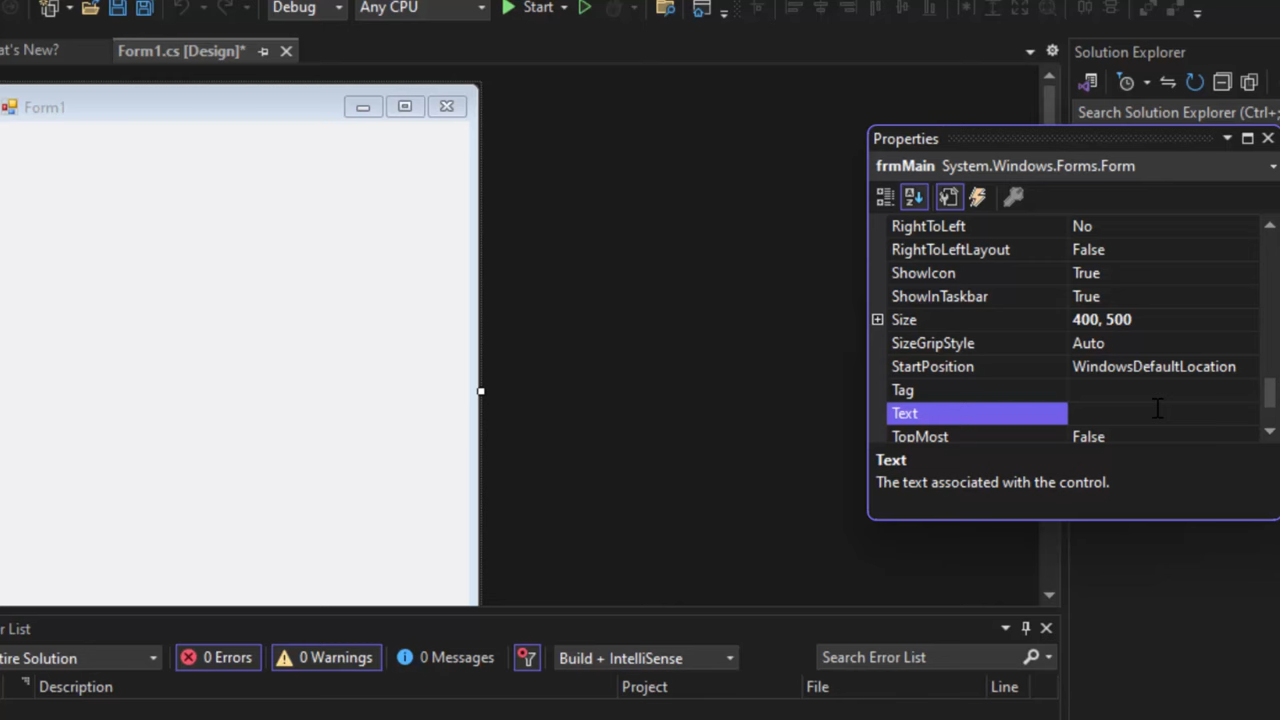 Debug
Any CPU
Start
at's New?
Form1.cs [Design]*
Form1
Solution Explorer
Search Solution Explorer (Ctrl+;
Properties
frmMain System.Windows.Forms.Form
RightToLeft No
RightToLeftLayout False
ShowIcon True
ShowInTaskbar True
Size 400, 500
SizeGripStyle Auto
StartPosition WindowsDefaultLocation
Tag
Text
TopMost False
Text
The text associated with the control.
or List
tire Solution
0 Errors
0 Warnings
0 Messages
Build + IntelliSense
Search Error List
Description
Project
File
Line